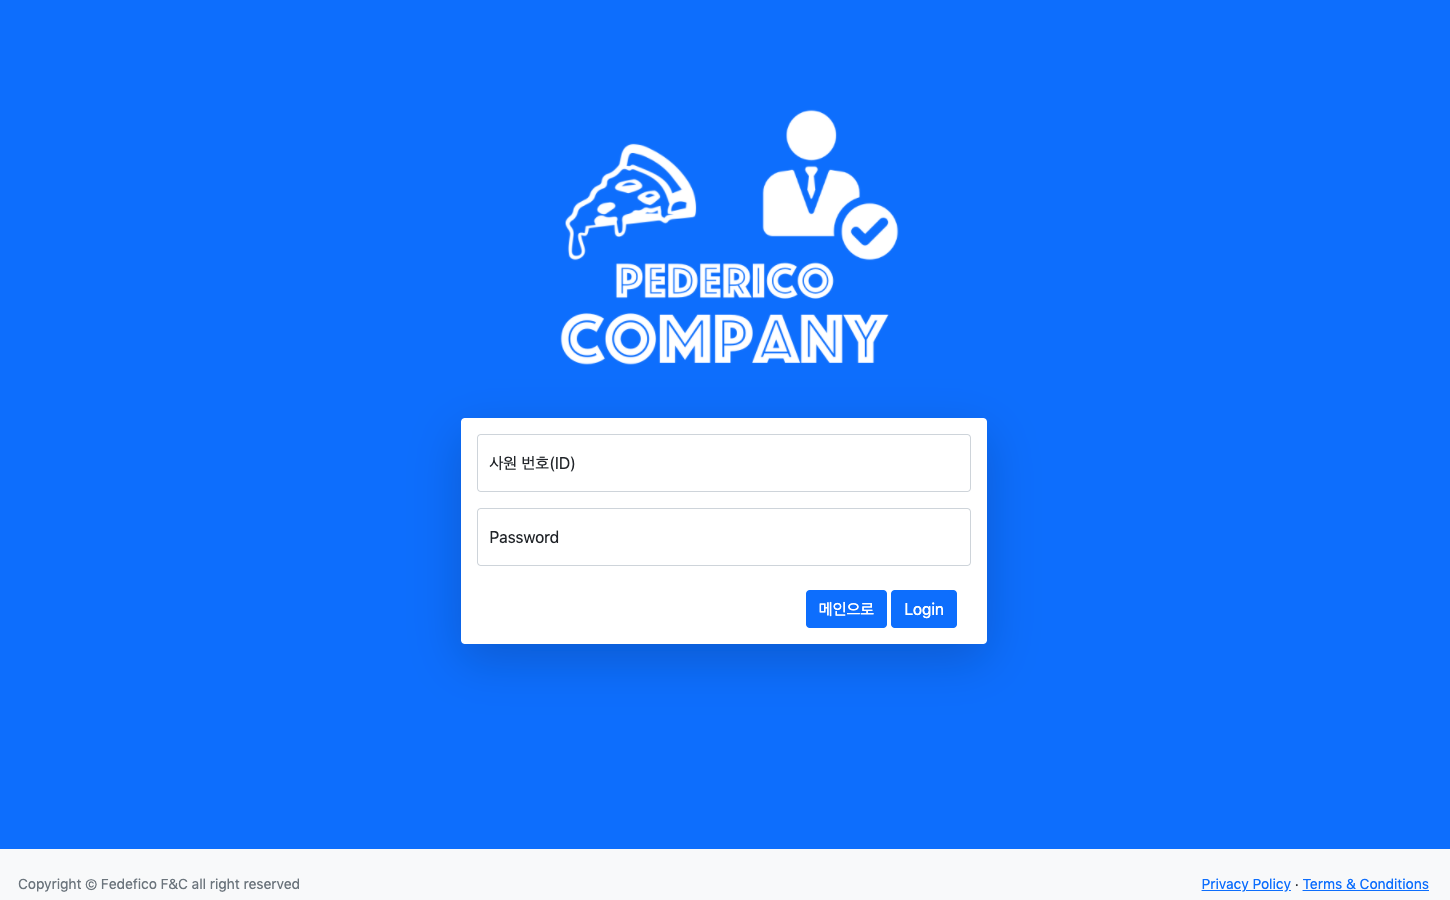 PEDERICO
COMPANY
사원 번호(ID)
Password
메인으로 Login
Copyright © Fedefico F&C all right reserved
Privacy Policy · Terms & Conditions